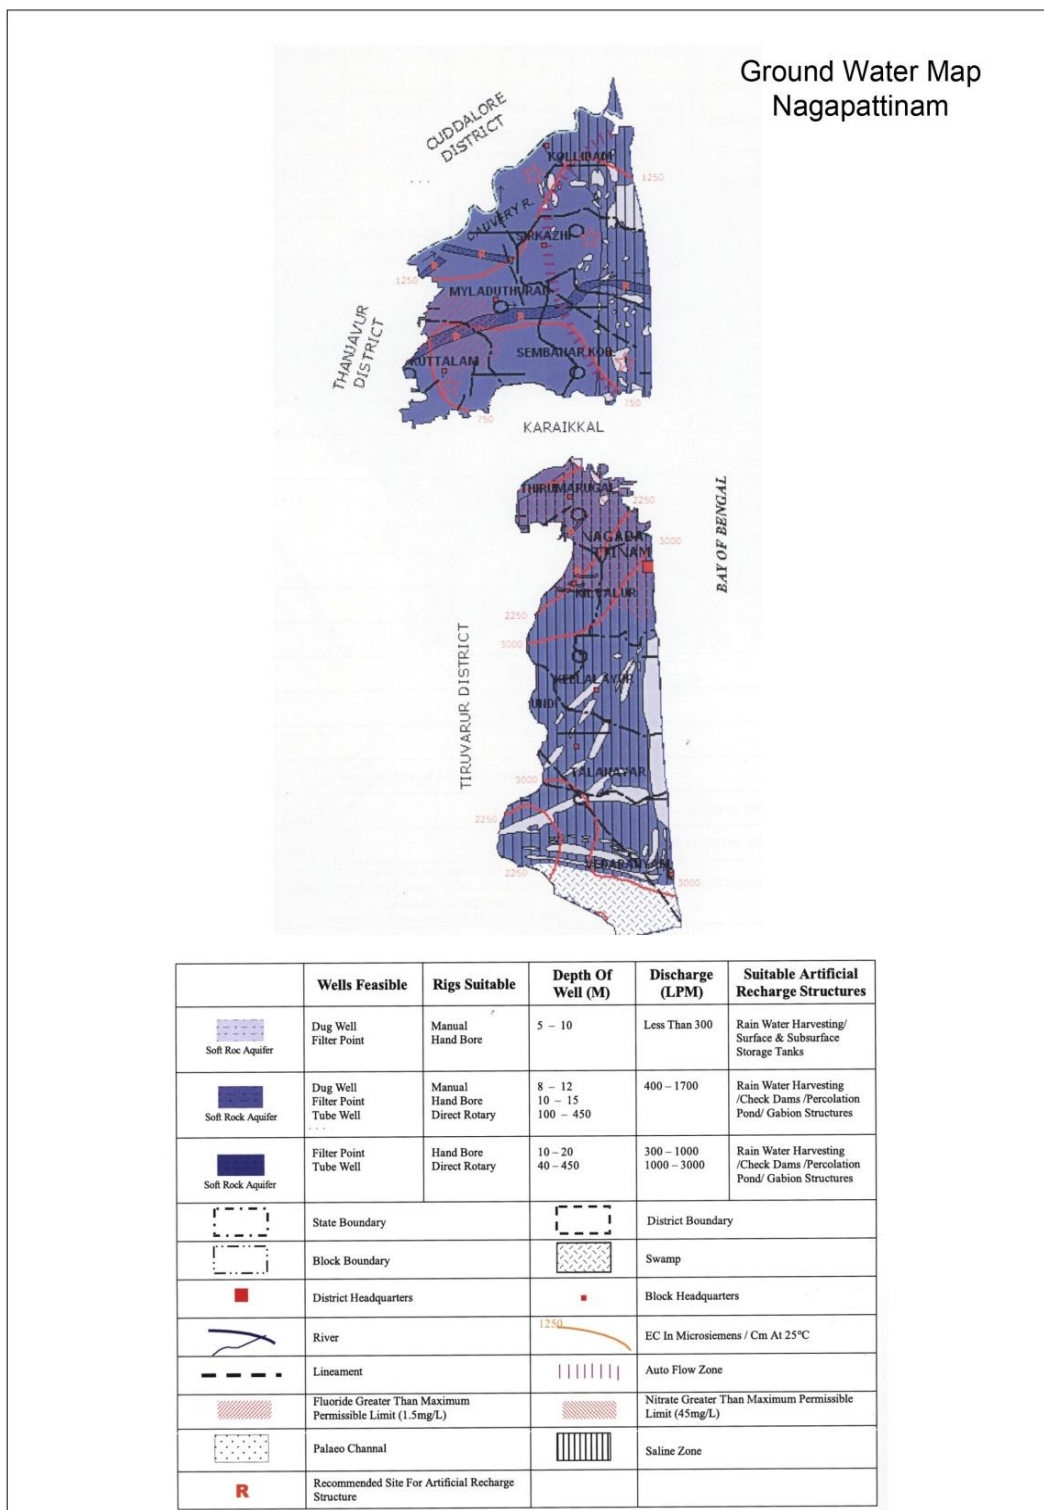 Ground Water Map
Nagapattinam
CUDDALORE
DISTRICT
KOLLIDAM
1250
CAUVERY R.
SIRKAZHI
R
R
1250
MYLADUTHURAI
R
R
R
THANJAVUR
DISTRICT
KUTTALAM
SEMBANAR KOIL
750
750
KARAIKKAL
THIRUMARUGAL
2250
NAGAPA
TTINAM
3000
BAY OF BENGAL
KILVALUR
2250
3000
TIRUVARUR DISTRICT
UNDI
3000
TALANAYAR
2250
2250
VEDARANYAM
3000
Wells Feasible
Rigs Suitable
Depth Of
Well (M)
Discharge
(LPM)
Suitable Artificial
Recharge Structures
Soft Roc Aquifer
Dug Well
Filter Point
Manual
Hand Bore
5 – 10
Less Than 300
Rain Water Harvesting/
Surface & Subsurface
Storage Tanks
Soft Rock Aquifer
Dug Well
Filter Point
Tube Well
Manual
Hand Bore
Direct Rotary
8 – 12
10 – 15
100 – 450
400 – 1700
Rain Water Harvesting
/Check Dams /Percolation
Pond/ Gabion Structures
Soft Rock Aquifer
Filter Point
Tube Well
Hand Bore
Direct Rotary
10 – 20
40 – 450
300 – 1000
1000 – 3000
Rain Water Harvesting
/Check Dams /Percolation
Pond/ Gabion Structures
State Boundary
District Boundary
Block Boundary
Swamp
District Headquarters
Block Headquarters
River
1250
EC In Microsiemens / Cm At 25°C
Lineament
Auto Flow Zone
Fluoride Greater Than Maximum
Permissible Limit (1.5mg/L)
Nitrate Greater Than Maximum Permissible
Limit (45mg/L)
Palaeo Channal
Saline Zone
R
Recommended Site For Artificial Recharge
Structure